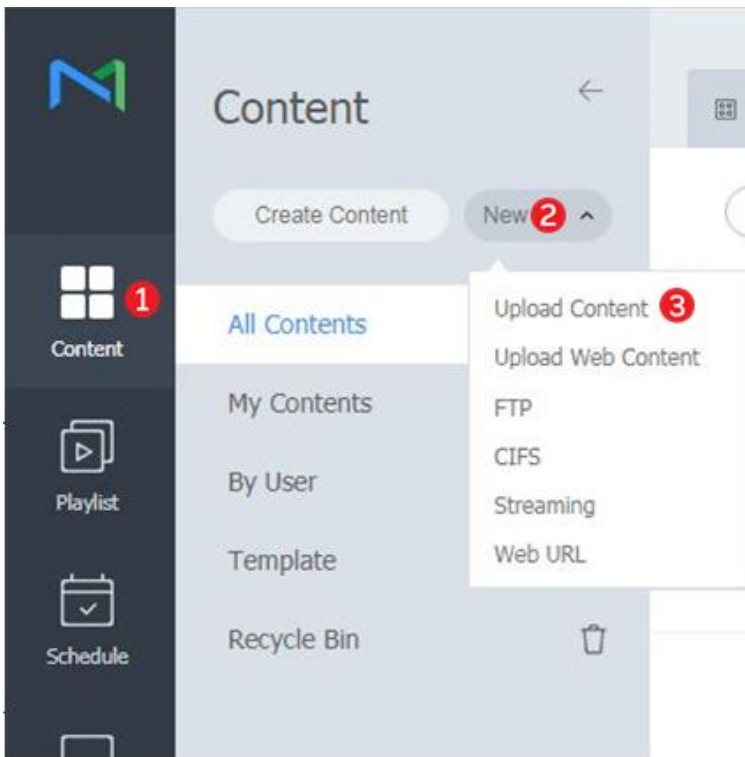 Content
Create Content
New 2
1
Content
All Contents
Upload Content 3
Upload Web Content
My Contents
FTP
CIFS
By User
Streaming
Playlist
Template
Web URL
Recycle Bin
Schedule